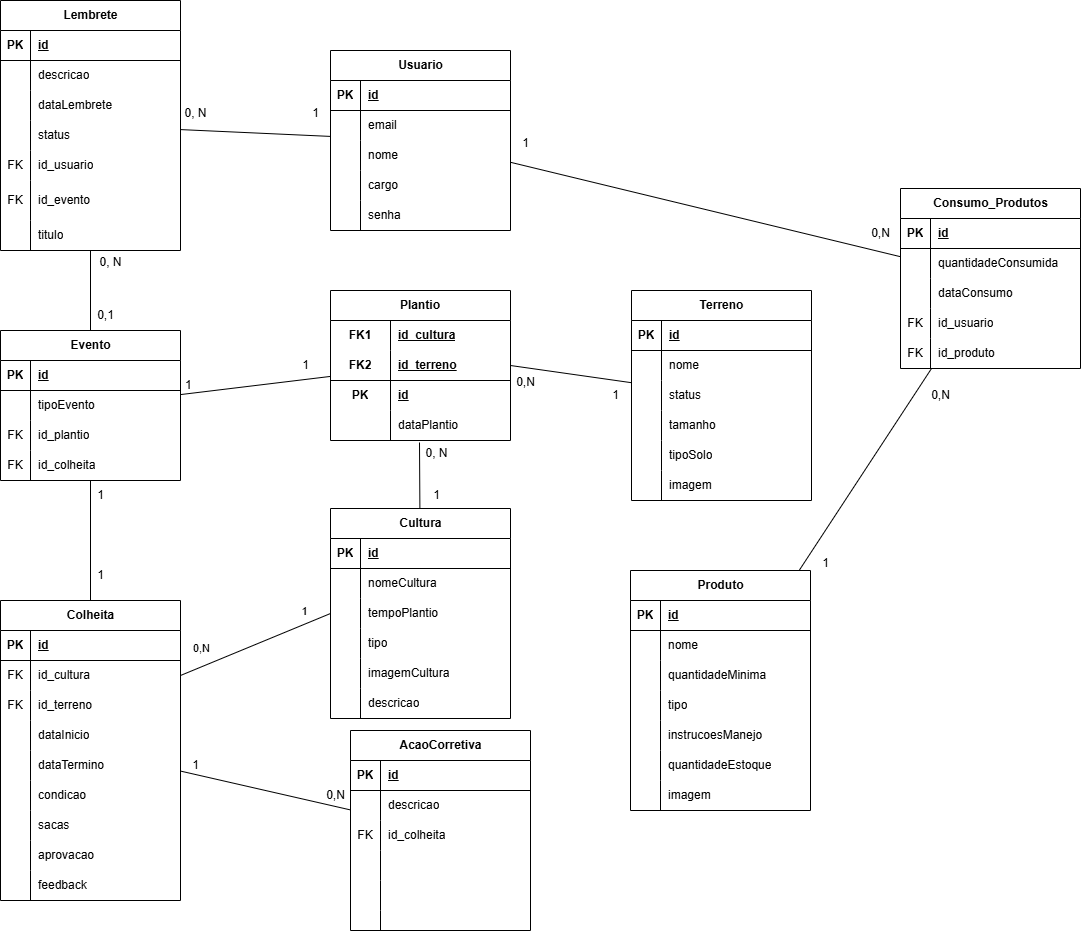 Lembrete
PK id
descricao
dataLembrete
status
FK id_usuario
FK id_evento
titulo
0, N
1
Usuario
PK id
email
nome
cargo
senha
1
0,N
Consumo_Produtos
PK id
quantidadeConsumida
dataConsumo
FK id_usuario
FK id_produto
0,N
0, N
0,1
Evento
PK id
tipoEvento
FK id_plantio
FK id_colheita
1
1
Plantio
FK1 id_cultura
FK2 id_terreno
PK id
dataPlantio
0,N
1
Terreno
PK id
nome
status
tamanho
tipoSolo
imagem
0, N
1
Cultura
PK id
nomeCultura
tempoPlantio
tipo
imagemCultura
descricao
1
1
Colheita
PK id
FK id_cultura
FK id_terreno
dataInicio
dataTermino
condicao
sacas
aprovacao
feedback
0,N
1
1
0,N
AcaoCorretiva
PK id
descricao
FK id_colheita
1
Produto
PK id
nome
quantidadeMinima
tipo
instrucoesManejo
quantidadeEstoque
imagem